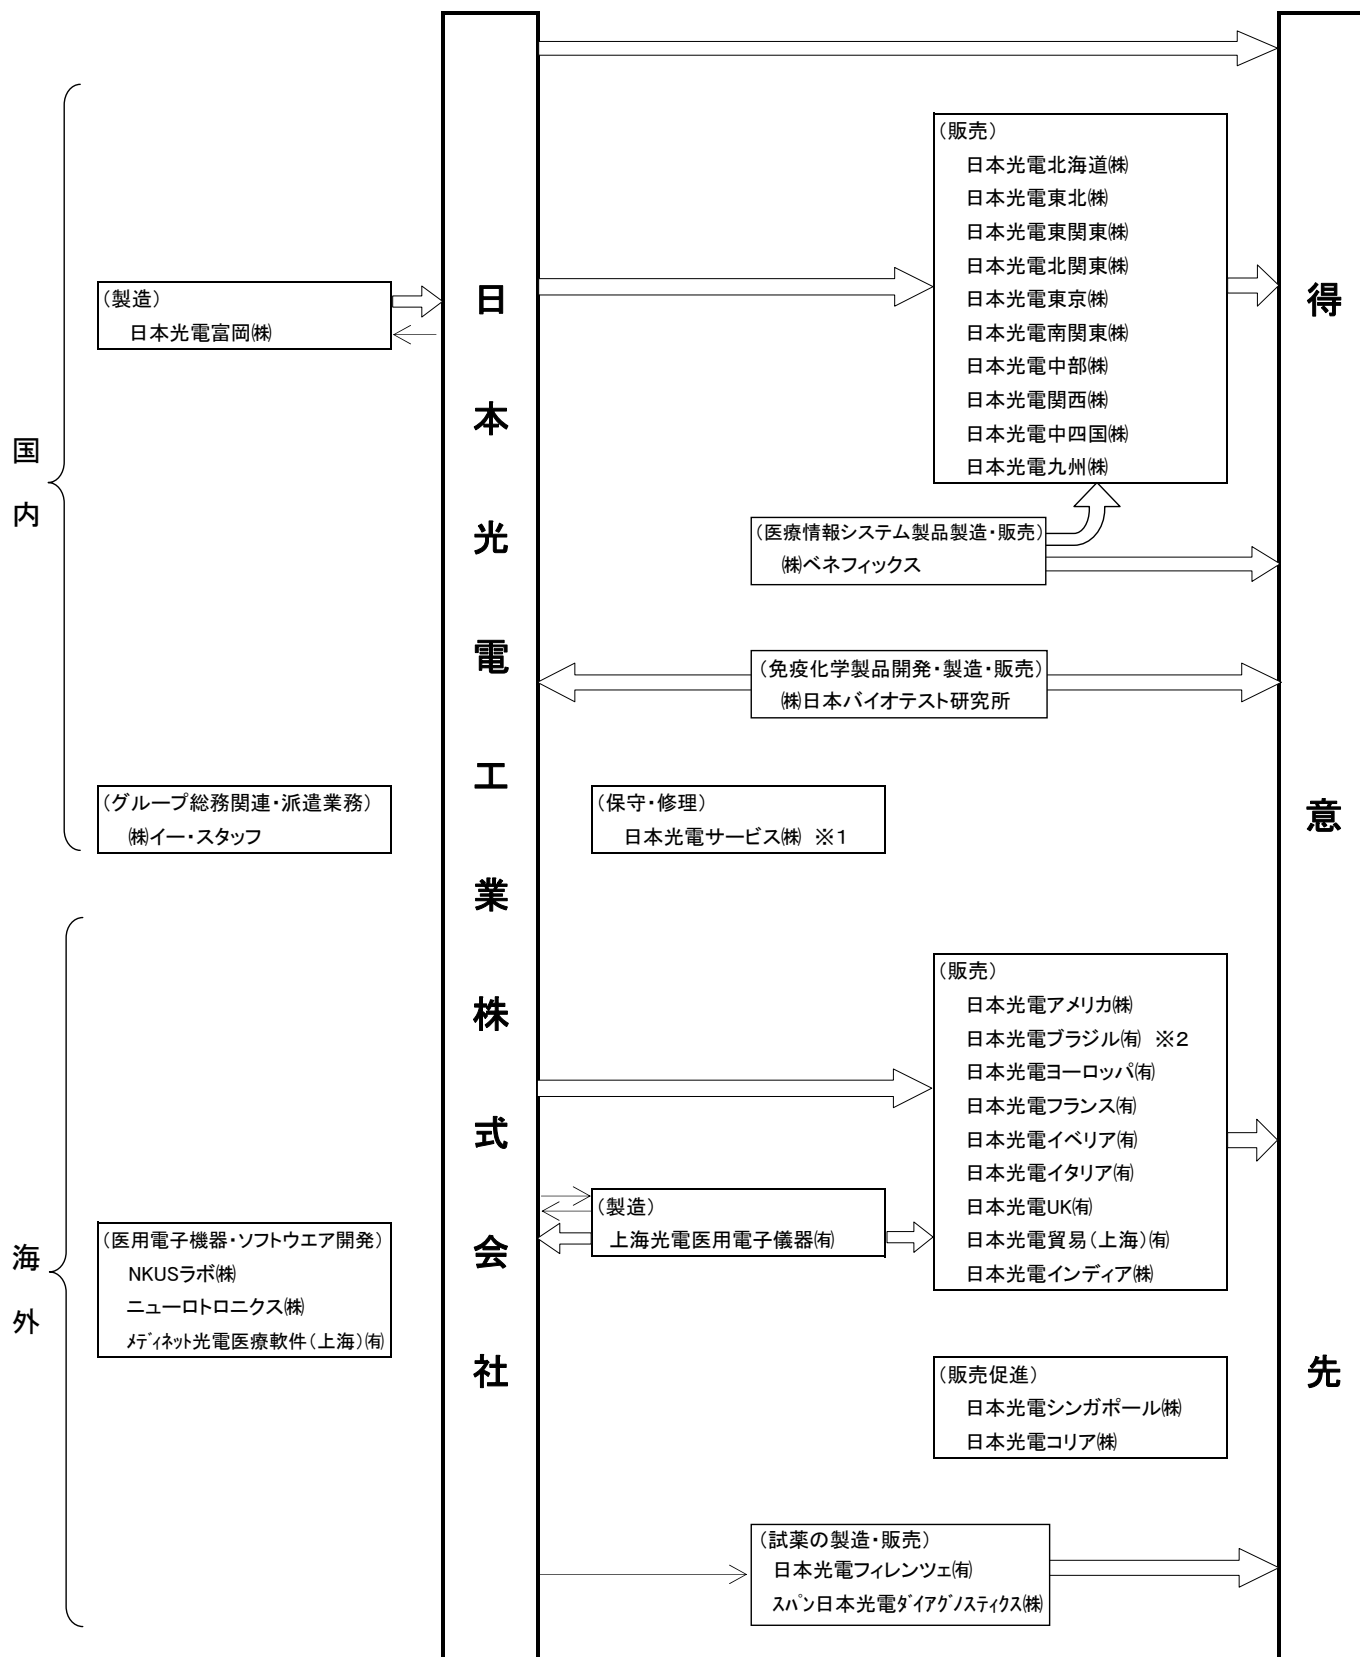 国内
(製造)
日本光電富岡㈱
(グループ総務関連・派遣業務)
㈱イー・スタッフ
海外
(医用電子機器・ソフトウエア開発)
NKUSラボ㈱
ニューロトロニクス㈱
ﾒﾃﾞｨﾈｯﾄ光電医療軟件(上海)㈲
日本光電工業株式会社
(販売)
日本光電北海道㈱
日本光電東北㈱
日本光電東関東㈱
日本光電北関東㈱
日本光電東京㈱
日本光電南関東㈱
日本光電中部㈱
日本光電関西㈱
日本光電中四国㈱
日本光電九州㈱
(医療情報システム製品製造・販売)
㈱ベネフィックス
(免疫化学製品開発・製造・販売)
㈱日本バイオテスト研究所
(保守・修理)
日本光電サービス㈱ ※1
(販売)
日本光電アメリカ㈱
日本光電ブラジル㈲ ※2
日本光電ヨーロッパ㈲
日本光電フランス㈲
日本光電イベリア㈲
日本光電イタリア㈲
日本光電UK㈲
日本光電貿易(上海)㈲
日本光電インディア㈱
(製造)
上海光電医用電子儀器㈲
(販売促進)
日本光電シンガポール㈱
日本光電コリア㈱
(試薬の製造・販売)
日本光電フィレンツェ㈲
ｽﾊﾟﾝ日本光電ﾀﾞｲｱｸﾞﾉｽﾃｨｸｽ㈱
得意先